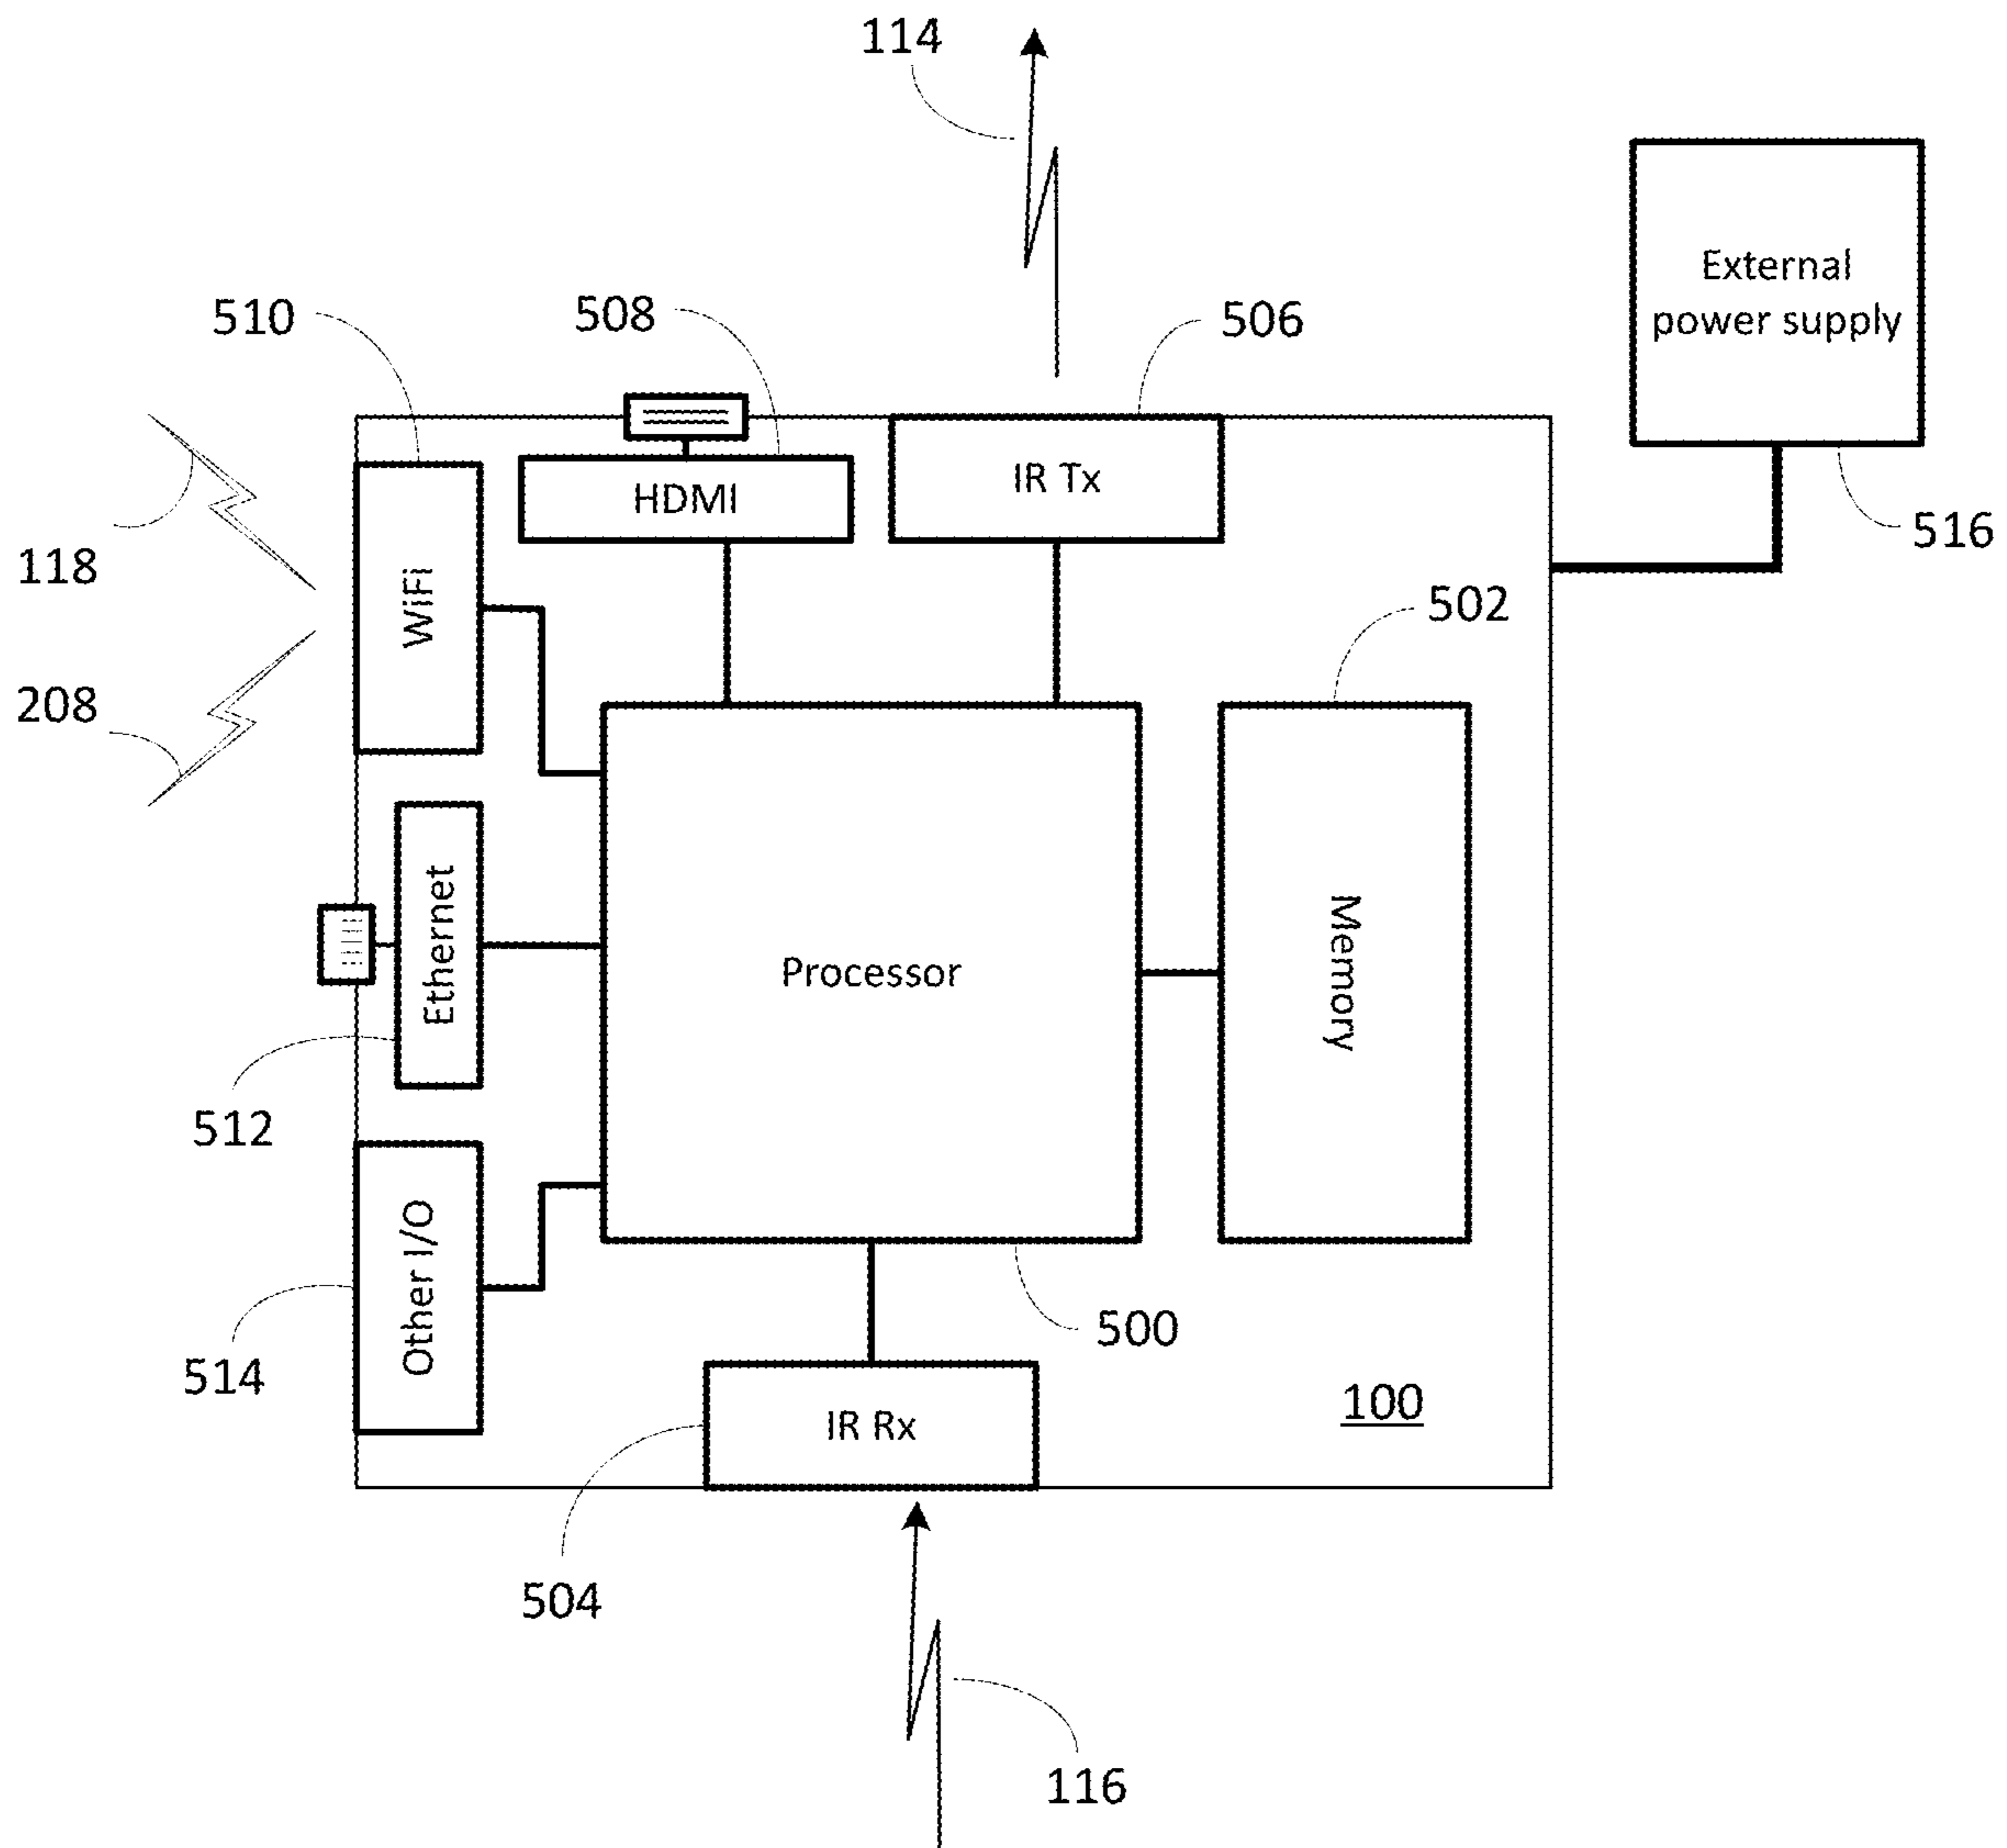 114
External
power supply
510
508
506
516
HDMI
IR Tx
118
WiFi
502
208
Ethernet
Processor
Memory
512
Other I/O
500
514
100
IR Rx
504
116